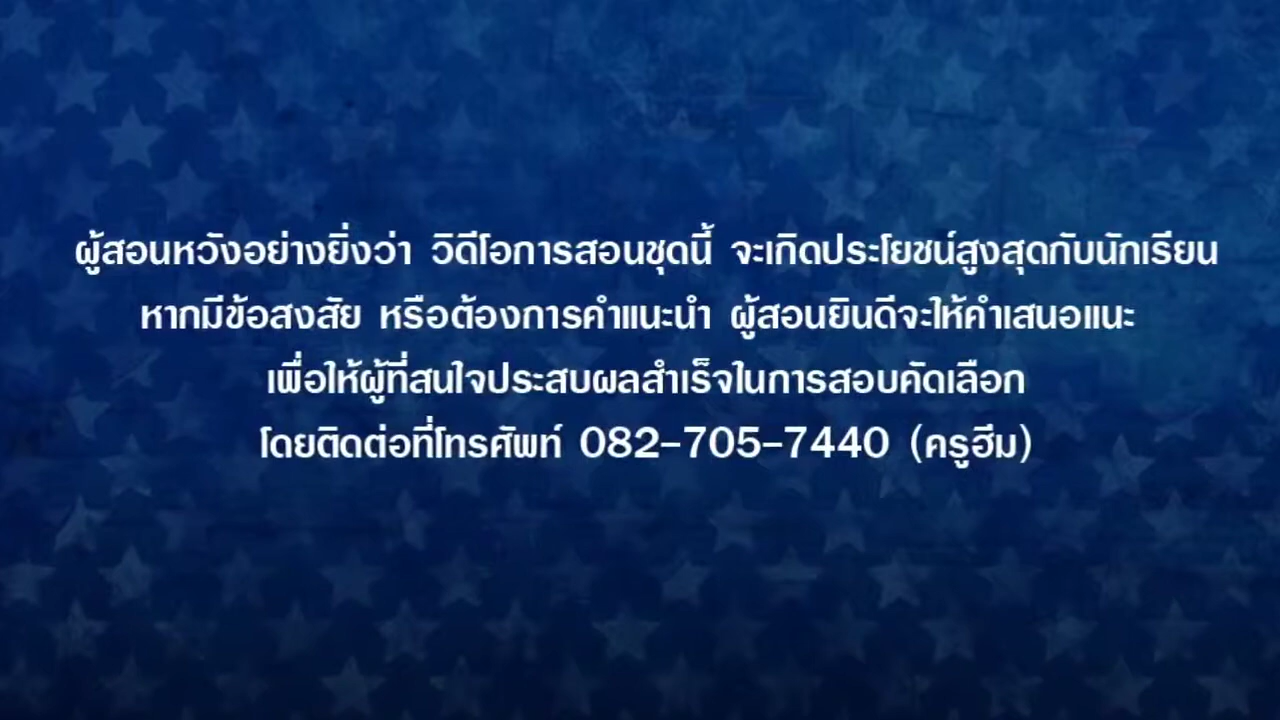 ผู้สอนหวังอย่างยิ่งว่า วิดีโอการสอนชุดนี้ จะเกิดประโยชน์สูงสุดกับนักเรียน
หากมีข้อสงสัย หรือต้องการคำแนะนำ ผู้สอนยินดีจะให้คำเสนอแนะ
เพื่อให้ผู้ที่สนใจประสบผลสำเร็จในการสอบคัดเลือก
โดยติดต่อที่โทรศัพท์ 082-705-7440 (ครูฮีม)